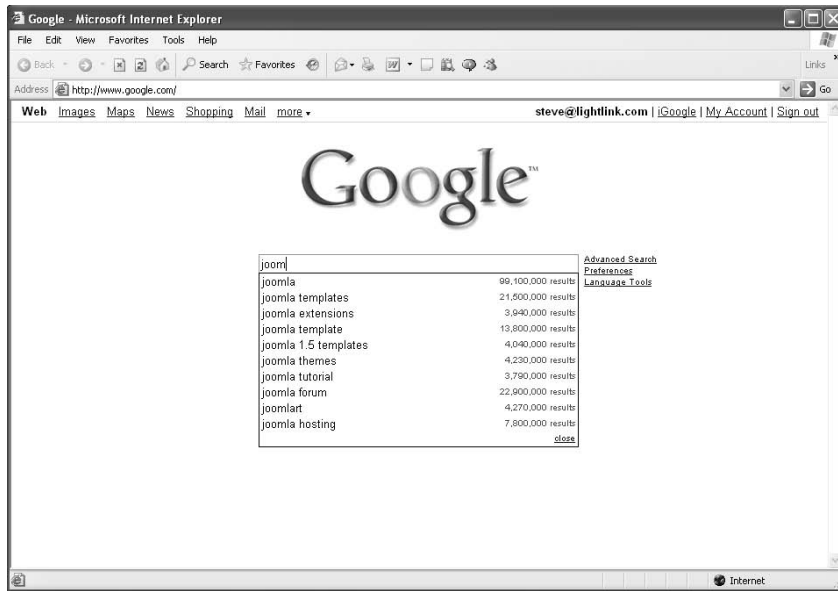 Google - Microsoft Internet Explorer
File Edit View Favorites Tools Help
Back Search Favorites
Links
Address http://www.google.com/ Go
Web Images Maps News Shopping Mail more steve@lightlink.com | iGoogle | My Account | Sign out
Google™
joom
Advanced Search
Preferences
Language Tools
joomla 99,100,000 results
joomla templates 21,500,000 results
joomla extensions 3,940,000 results
joomla template 13,800,000 results
joomla 1.5 templates 4,040,000 results
joomla themes 4,230,000 results
joomla tutorial 3,790,000 results
joomla forum 22,900,000 results
joomlart 4,270,000 results
joomla hosting 7,800,000 results
close
Internet